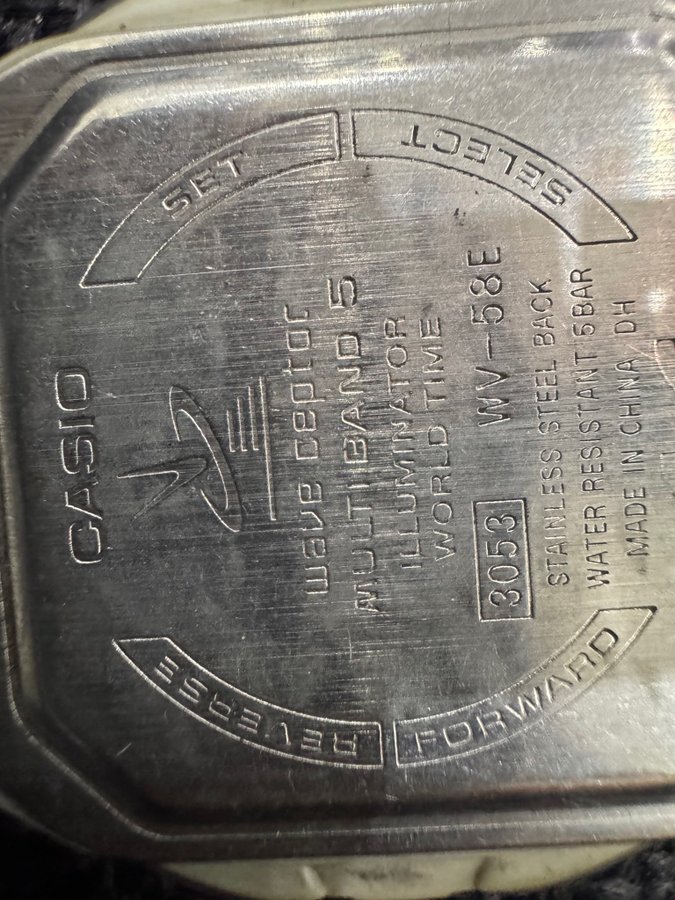 CASIO
SET
SELECT
wave ceptor
MULTI BAND 5
ILLUMINATOR
WORLD TIME
3053 WV-58E
STAINLESS STEEL BACK
WATER RESISTANT 5BAR
MADE IN CHINA DH
REVERSE
FORWARD